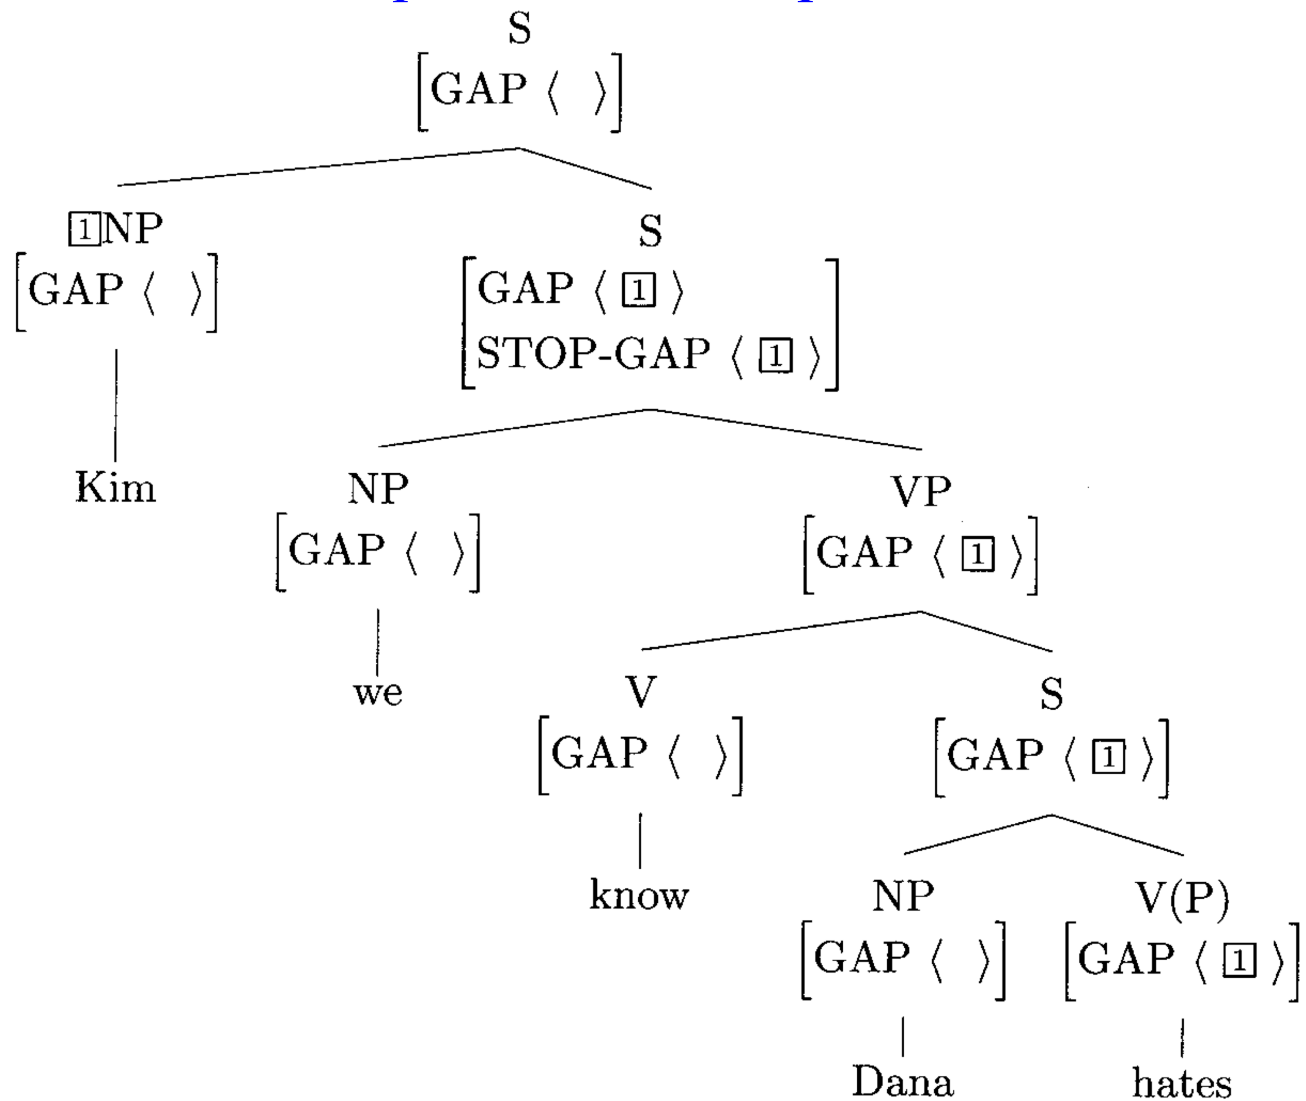 S
[GAP ⟨ ⟩]
1NP S
[GAP ⟨ ⟩] [GAP ⟨ 1 ⟩
STOP-GAP ⟨ 1 ⟩]
Kim NP VP
[GAP ⟨ ⟩] [GAP ⟨ 1 ⟩]
we V S
[GAP ⟨ ⟩] [GAP ⟨ 1 ⟩]
know NP V(P)
[GAP ⟨ ⟩] [GAP ⟨ 1 ⟩]
Dana hates